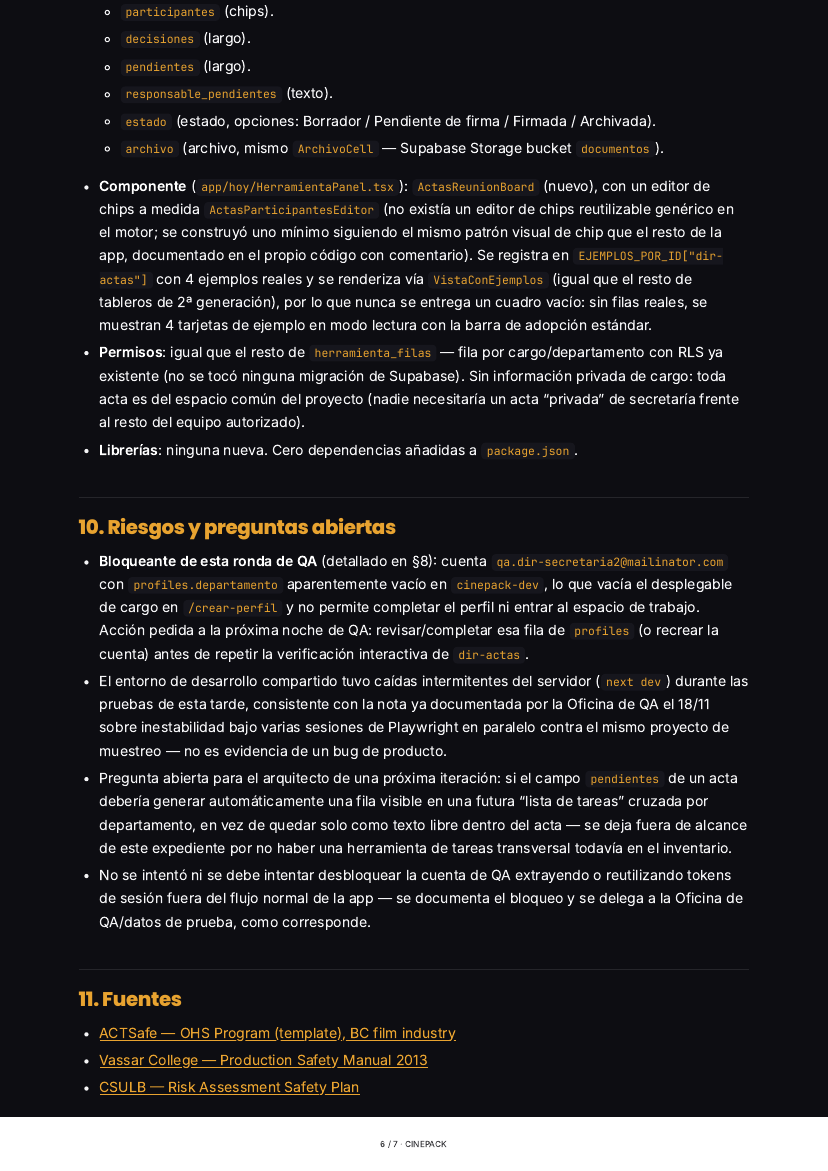 participantes (chips).
decisiones (largo).
pendientes (largo).
responsable_pendientes (texto).
estado (estado, opciones: Borrador / Pendiente de firma / Firmada / Archivada).
archivo (archivo, mismo ArchivoCell — Supabase Storage bucket documentos ).
Componente ( app/hoy/HerramientaPanel.tsx ): ActasReunionBoard (nuevo), con un editor de
chips a medida ActasParticipantesEditor (no existía un editor de chips reutilizable genérico en
el motor; se construyó uno mínimo siguiendo el mismo patrón visual de chip que el resto de la
app, documentado en el propio código con comentario). Se registra en EJEMPLOS_POR_ID["dir-
actas"] con 4 ejemplos reales y se renderiza vía VistaConEjemplos (igual que el resto de
tableros de 2ª generación), por lo que nunca se entrega un cuadro vacío: sin filas reales, se
muestran 4 tarjetas de ejemplo en modo lectura con la barra de adopción estándar.
Permisos: igual que el resto de herramienta_filas — fila por cargo/departamento con RLS ya
existente (no se tocó ninguna migración de Supabase). Sin información privada de cargo: toda
acta es del espacio común del proyecto (nadie necesitaría un acta “privada” de secretaría frente
al resto del equipo autorizado).
Librerías: ninguna nueva. Cero dependencias añadidas a package.json .
10. Riesgos y preguntas abiertas
Bloqueante de esta ronda de QA (detallado en §8): cuenta qa.dir-secretaria2@mailinator.com
con profiles.departamento aparentemente vacío en cinepack-dev , lo que vacía el desplegable
de cargo en /crear-perfil y no permite completar el perfil ni entrar al espacio de trabajo.
Acción pedida a la próxima noche de QA: revisar/completar esa fila de profiles (o recrear la
cuenta) antes de repetir la verificación interactiva de dir-actas .
El entorno de desarrollo compartido tuvo caídas intermitentes del servidor ( next dev ) durante las
pruebas de esta tarde, consistente con la nota ya documentada por la Oficina de QA el 18/11
sobre inestabilidad bajo varias sesiones de Playwright en paralelo contra el mismo proyecto de
muestreo — no es evidencia de un bug de producto.
Pregunta abierta para el arquitecto de una próxima iteración: si el campo pendientes de un acta
debería generar automáticamente una fila visible en una futura “lista de tareas” cruzada por
departamento, en vez de quedar solo como texto libre dentro del acta — se deja fuera de alcance
de este expediente por no haber una herramienta de tareas transversal todavía en el inventario.
No se intentó ni se debe intentar desbloquear la cuenta de QA extrayendo o reutilizando tokens
de sesión fuera del flujo normal de la app — se documenta el bloqueo y se delega a la Oficina de
QA/datos de prueba, como corresponde.
11. Fuentes
ACTSafe — OHS Program (template), BC film industry
Vassar College — Production Safety Manual 2013
CSULB — Risk Assessment Safety Plan
6 / 7 · CINEPACK